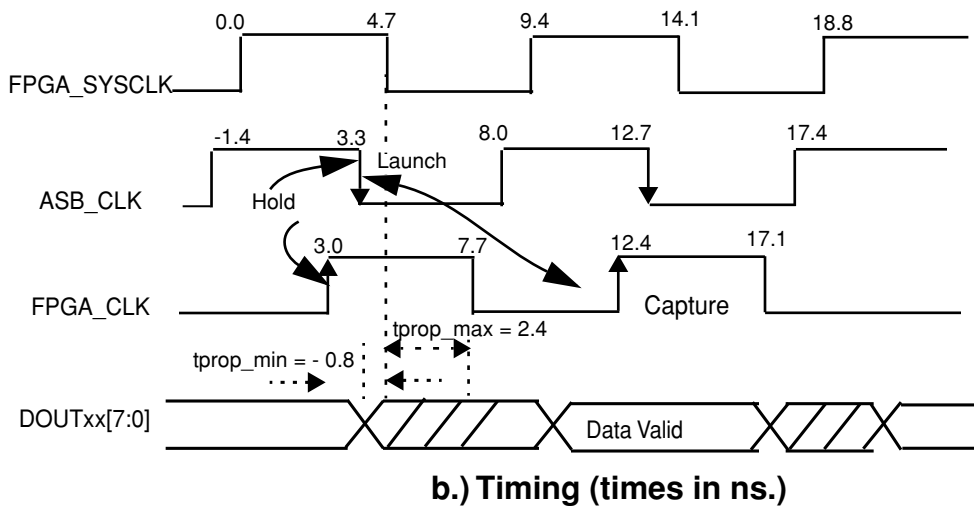 0.0 4.7 9.4 14.1 18.8
FPGA_SYSCLK
-1.4 3.3 8.0 12.7 17.4
Launch
ASB_CLK
Hold
3.0 7.7 12.4 17.1
FPGA_CLK
Capture
tprop_max = 2.4
tprop_min = - 0.8
DOUTxx[7:0]
Data Valid
b.) Timing (times in ns.)